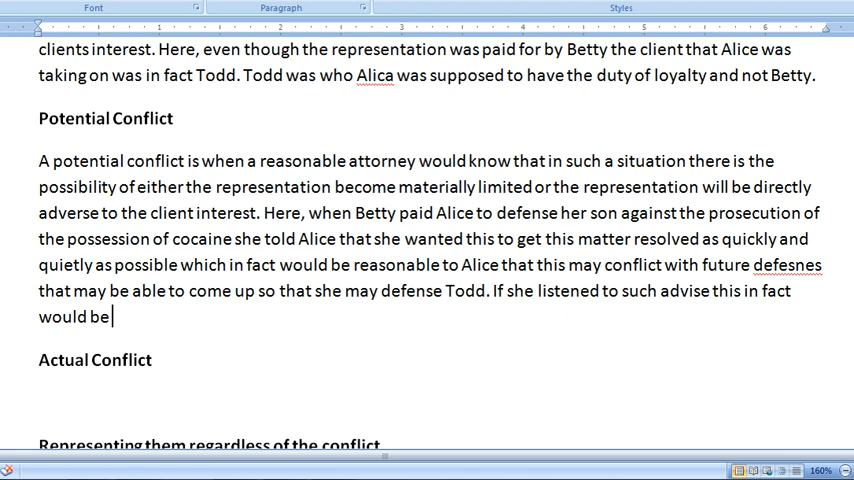 Font Paragraph Styles
1 2 3 4 5 6
clients interest. Here, even though the representation was paid for by Betty the client that Alice was
taking on was in fact Todd. Todd was who Alica was supposed to have the duty of loyalty and not Betty.
Potential Conflict
A potential conflict is when a reasonable attorney would know that in such a situation there is the
possibility of either the representation become materially limited or the representation will be directly
adverse to the client interest. Here, when Betty paid Alice to defense her son against the prosecution of
the possession of cocaine she told Alice that she wanted this to get this matter resolved as quickly and
quietly as possible which in fact would be reasonable to Alice that this may conflict with future defesnes
that may be able to come up so that she may defense Todd. If she listened to such advise this in fact
would be
Actual Conflict
Representing them regardless of the conflict
160%